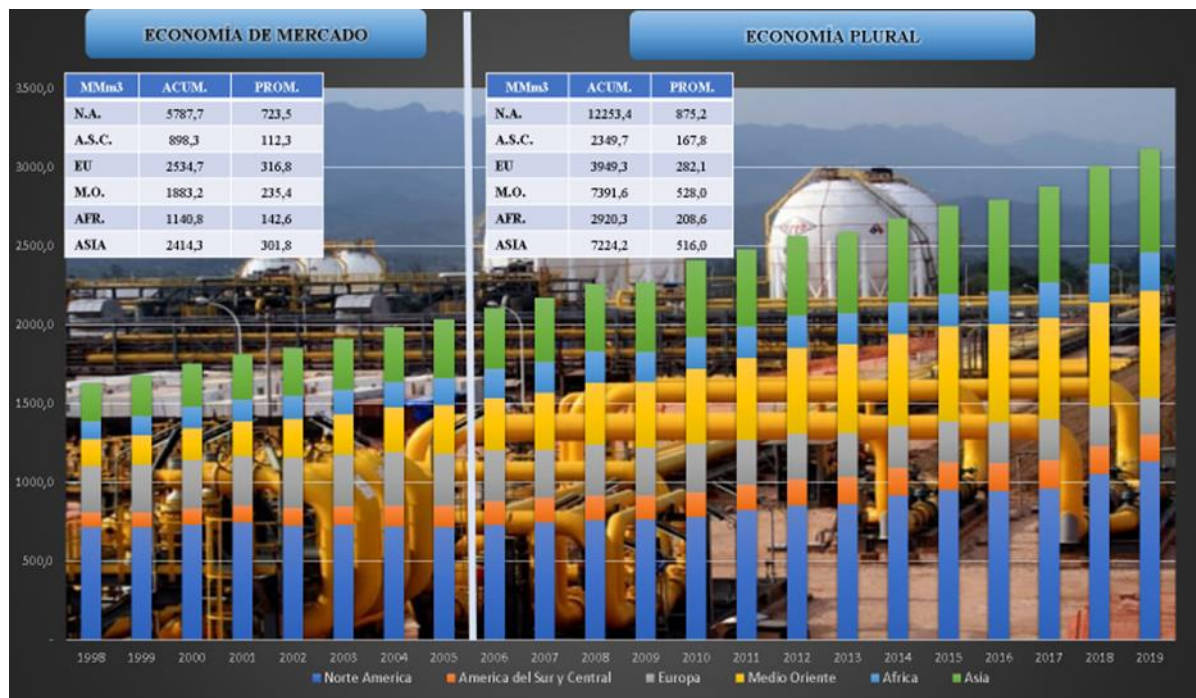 ECONOMÍA DE MERCADO
ECONOMÍA PLURAL
MMm3 ACUM. PROM.
N.A. 5787,7 723,5
A.S.C. 898,3 112,3
EU 2534,7 316,8
M.O. 1883,2 235,4
AFR. 1140,8 142,6
ASIA 2414,3 301,8
MMm3 ACUM. PROM.
N.A. 12253,4 875,2
A.S.C. 2349,7 167,8
EU 3949,3 282,1
M.O. 7391,6 528,0
AFR. 2920,3 208,6
ASIA 7224,2 516,0
3500,0
3000,0
2500,0
2000,0
1500,0
1000,0
500,0
-
1998 1999 2000 2001 2002 2003 2004 2005 2006 2007 2008 2009 2010 2011 2012 2013 2014 2015 2016 2017 2018 2019
Norte America America del Sur y Central Europa Medio Oriente Africa Asia